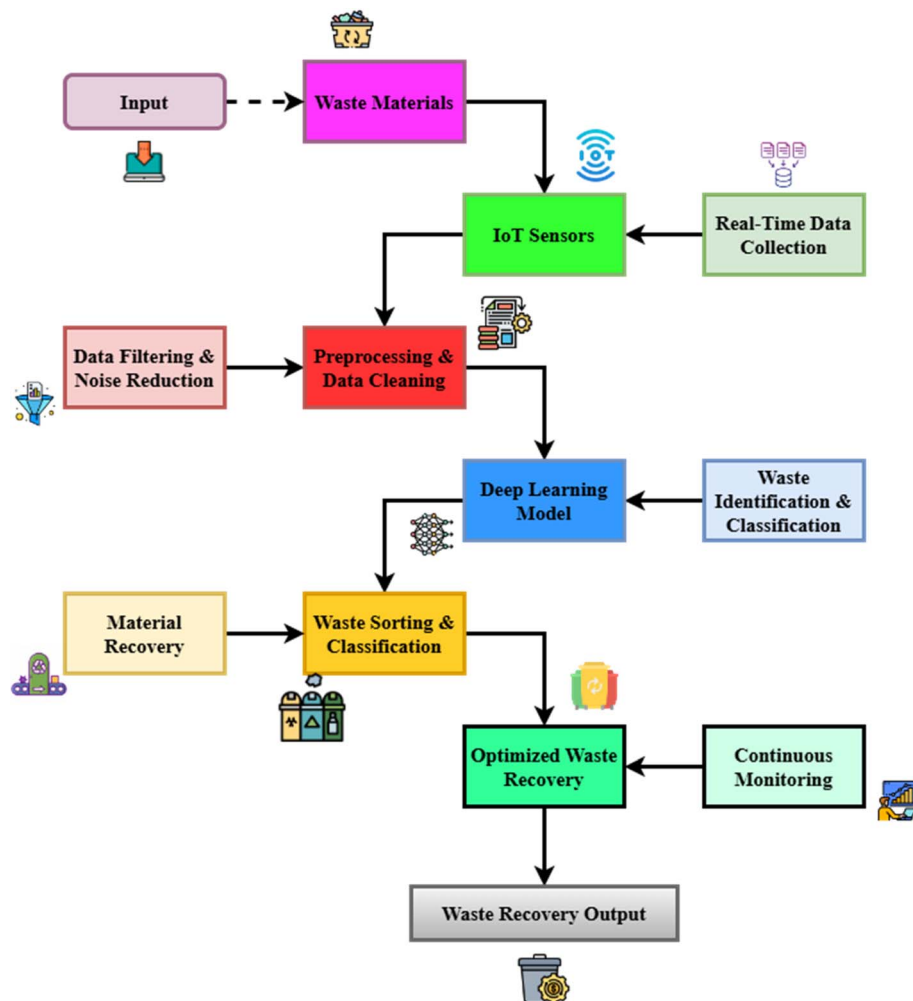 Input
Waste Materials
IOT
IoT Sensors
Real-Time Data
Collection
Data Filtering &
Noise Reduction
Preprocessing &
Data Cleaning
Deep Learning
Model
Waste
Identification &
Classification
Material
Recovery
Waste Sorting &
Classification
Optimized Waste
Recovery
Continuous
Monitoring
Waste Recovery Output